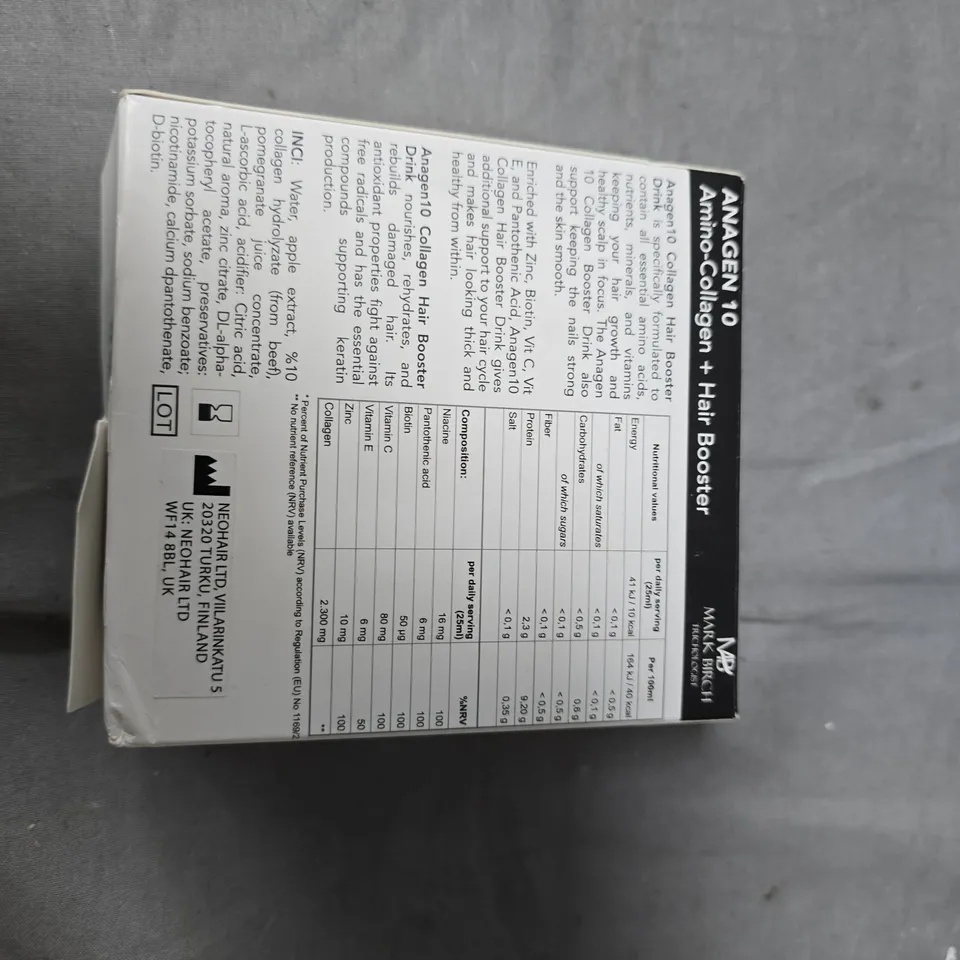 ANAGEN 10
Amino-Collagen + Hair Booster
MB
MARK BIRCH
TRICHOLOGIST
Anagen10 Collagen Hair Booster
Drink is specifically formulated to
contain all essential amino acids,
nutrients, minerals, and vitamins
keeping your hair growth and
healthy scalp in focus. The Anagen
10 Collagen Booster Drink also
support keeping the nails strong
and the skin smooth.
Enriched with Zinc, Biotin, Vit C, Vit
E, and Pantothenic Acid, Anagen10
Collagen Hair Booster Drink gives
additional support to your hair cycle
and makes hair looking thick and
healthy from within.
Anagen10 Collagen Hair Booster
Drink nourishes, rehydrates, and
rebuilds damaged hair. Its
antioxidant properties fight against
free radicals and has the essential
compounds supporting keratin
production.
INCI: Water, apple extract, %10
collagen hydrolyzate (from beef),
pomegranate juice concentrate,
L-ascorbic acid, acidifier: Citric acid,
natural aroma, zinc citrate, DL-alpha-
tocopheryl acetate, preservatives:
potassium sorbate, sodium benzoate;
nicotinamide, calcium dpantothenate,
D-biotin.
Nutritional values per daily serving (25ml) Per 100ml
Energy 41 kJ / 10 kcal 164 kJ / 40 kcal
Fat < 0,1 g < 0,5 g
of which saturates < 0,1 g < 0,1 g
Carbohydrates < 0,5 g 0,6 g
of which sugars < 0,1 g < 0,5 g
Fiber < 0,1 g < 0,5 g
Protein 2,3 g 9,20 g
Salt < 0,1 g 0,35 g
Composition: per daily serving (25ml) %NRV
Niacine 16 mg 100
Pantothenic acid 6 mg 100
Biotin 50 µg 100
Vitamin C 80 mg 100
Vitamin E 6 mg 50
Zinc 10 mg 100
Collagen 2.300 mg **
* Percent of Nutrient Purchase Levels (NRV) according to Regulation (EU) No 1169/2
** No nutrient reference (NRV) available
NEOHAIR LTD, VIILARINKATU 5
20320 TURKU, FINLAND
UK: NEOHAIR LTD
WF14 8BL, UK
LOT